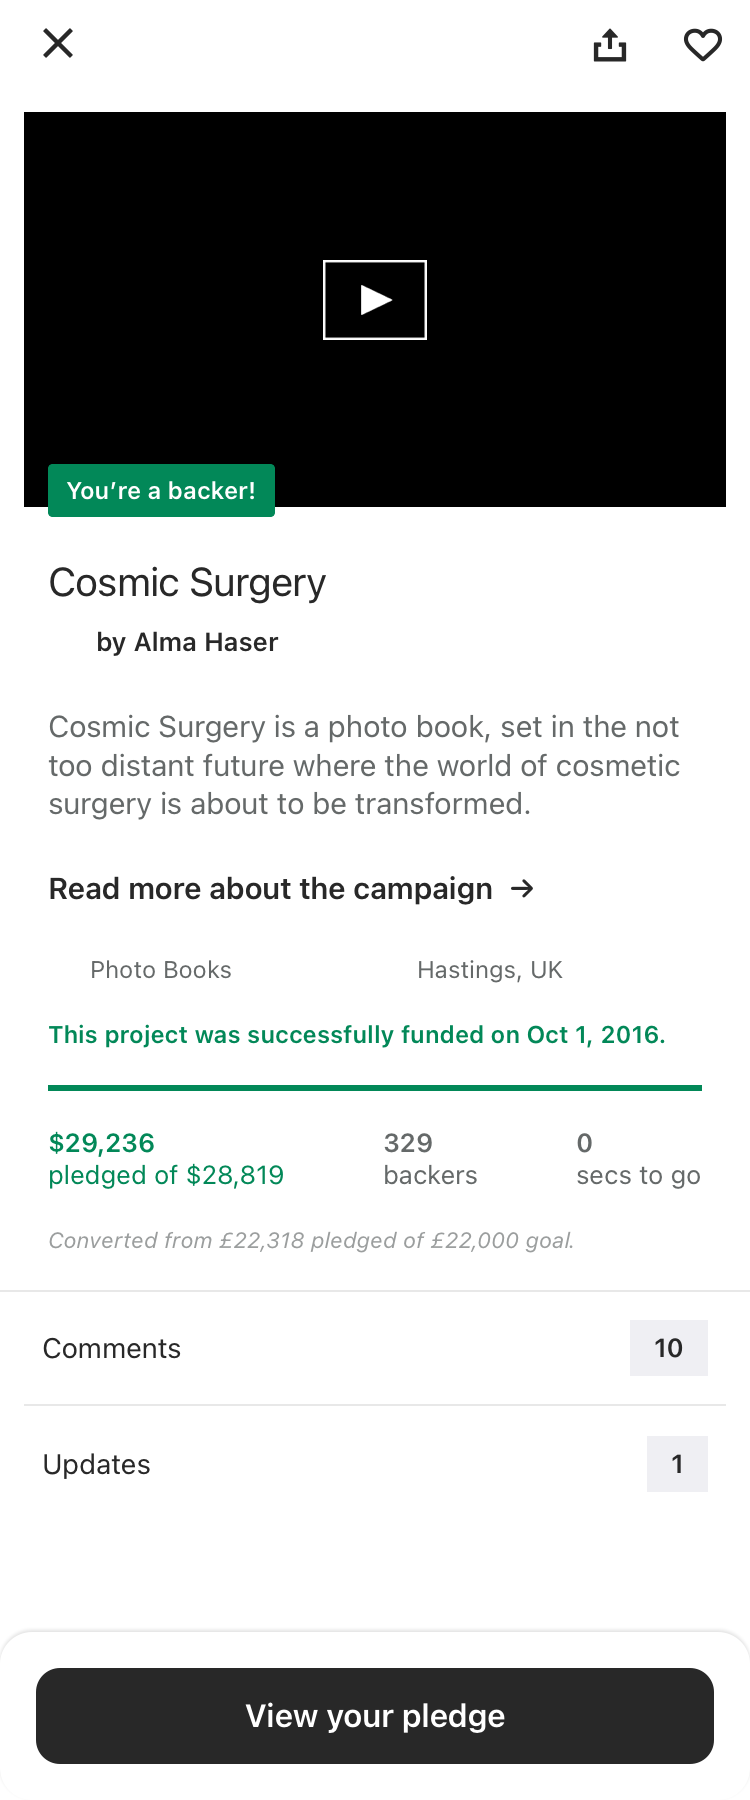 You're a backer!
Cosmic Surgery
by Alma Haser
Cosmic Surgery is a photo book, set in the not
too distant future where the world of cosmetic
surgery is about to be transformed.
Read more about the campaign →
Photo Books
Hastings, UK
This project was successfully funded on Oct 1, 2016.
$29,236
pledged of $28,819
329
backers
0
secs to go
Converted from £22,318 pledged of £22,000 goal.
Comments
10
Updates
1
View your pledge